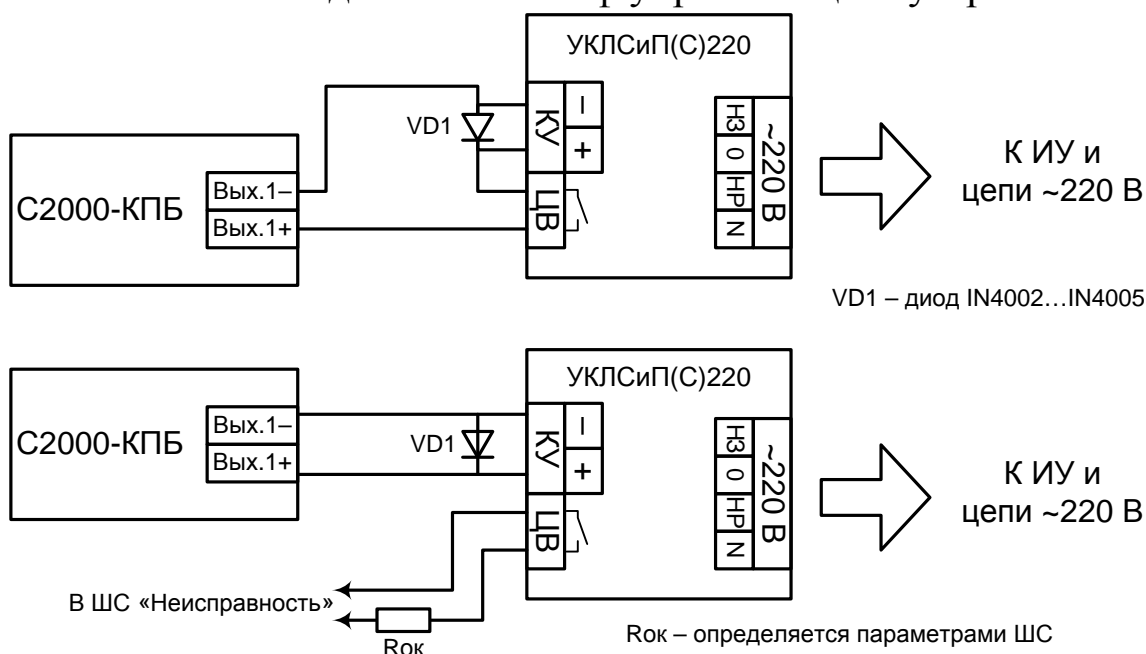 УКЛСиП(С)220
С2000-КПБ
Вых.1–
Вых.1+
VD1
КУ
–
+
ЦВ
НЗ
0
НР
N
~220 В
К ИУ и
цепи ~220 В
VD1 – диод IN4002…IN4005
УКЛСиП(С)220
С2000-КПБ
Вых.1–
Вых.1+
VD1
КУ
–
+
ЦВ
НЗ
0
НР
N
~220 В
К ИУ и
цепи ~220 В
В ШС «Неисправность»
Rок
Rок – определяется параметрами ШС